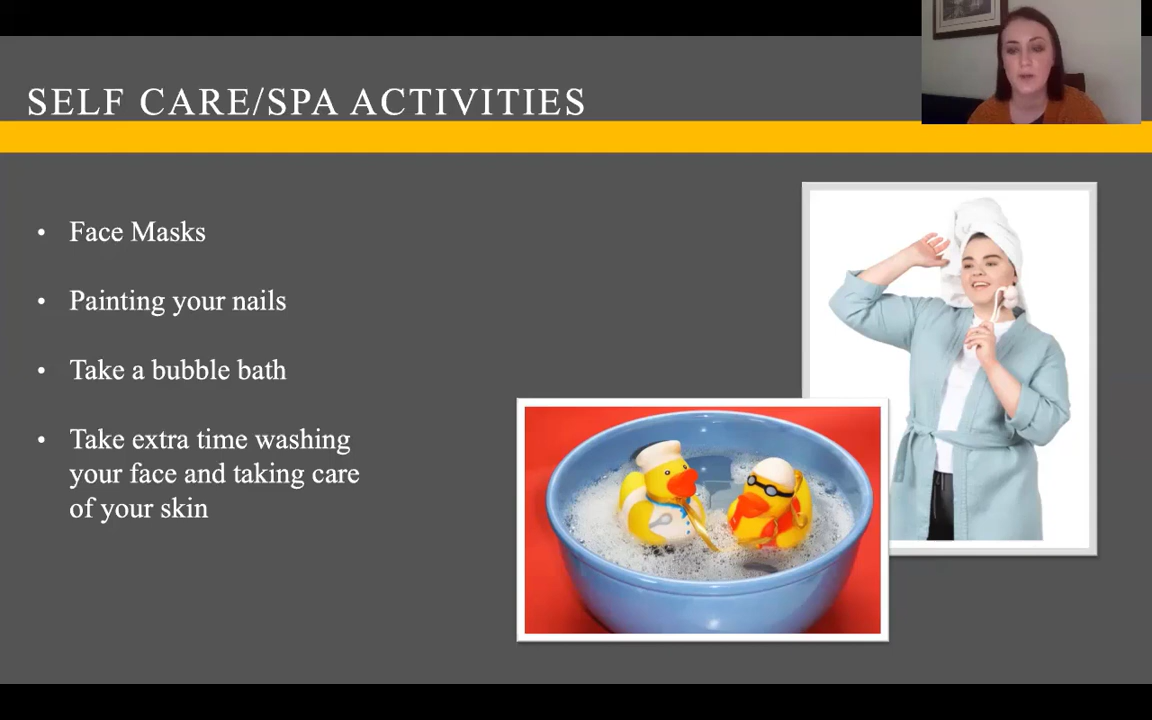 SELF CARE/SPA ACTIVITIES
• Face Masks
• Painting your nails
• Take a bubble bath
• Take extra time washing
your face and taking care
of your skin